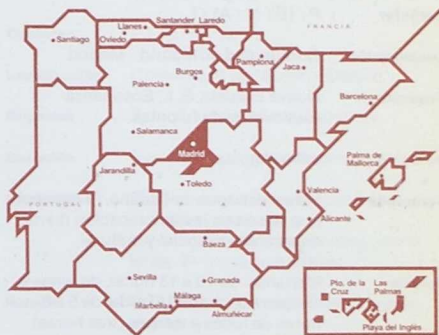 FRANCIA
Santander Laredo
Llanes
Oviedo
Santiago
Pamplona
Jaca
Burgos
Palencia
Barcelona
Salamanca
Madrid
Palma de
Mallorca
Jarandilla
Toledo
Valencia
PORTUGAL
Alicante
Baeza
Sevilla
Granada
Málaga
Marbella
Almuñécar
Pto. de la
Cruz
Las
Palmas
Playa del Inglés